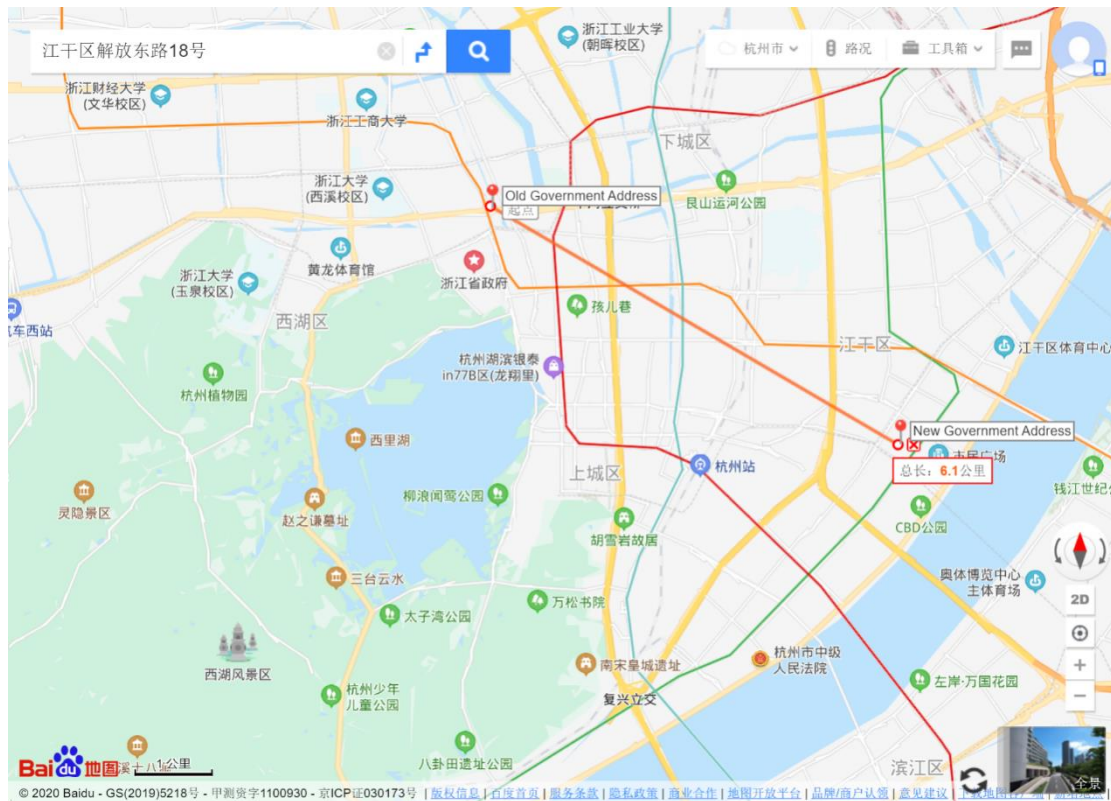 江干区解放东路18号
浙江工业大学
(朝晖校区)
杭州市
路况
工具箱
浙江财经大学
(文华校区)
浙江工商大学
下城区
浙江大学
(西溪校区)
Old Government Address
起点
艮山运河公园
黄龙体育馆
浙江省政府
浙江大学
(玉泉校区)
西湖区
孩儿巷
汽车西站
江干区
江干区体育中心
杭州湖滨银泰
in77B区(龙翔里)
杭州植物园
西里湖
New Government Address
市民广场
总长：6.1公里
上城区
杭州站
钱江世纪公
灵隐景区
柳浪闻莺公园
赵之谦墓址
CBD公园
胡雪岩故居
三台云水
奥体博览中心
主体育场
2D
太子湾公园
万松书院
西湖风景区
南宋皇城遗址
杭州市中级
人民法院
杭州少年
儿童公园
复兴立交
左岸·万国花园
八卦田遗址公园
滨江区
Bai du 地图
1公里
全景
© 2020 Baidu - GS(2019)5218号 - 甲测资字1100930 - 京ICP证030173号 | 版权信息 | 百度首页 | 服务条款 | 隐私政策 | 商业合作 | 地图开放平台 | 品牌/商户认领 | 意见建议 |